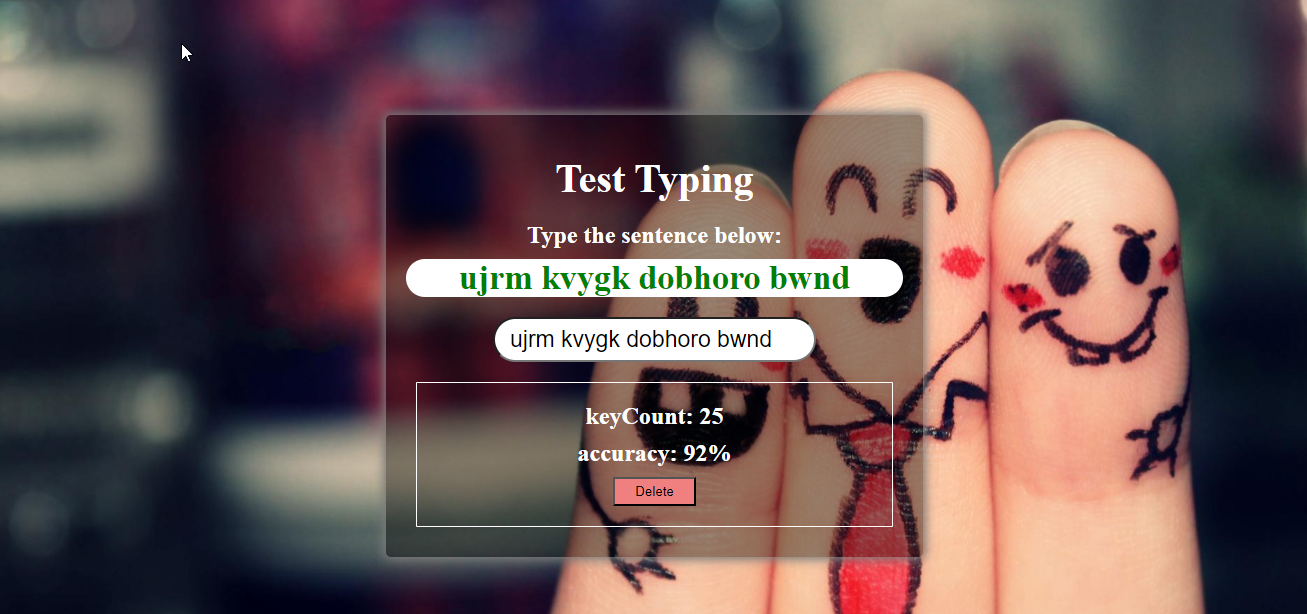 Test Typing
Type the sentence below:
ujrm kvygk dobhoro bwnd
ujrm kvygk dobhoro bwnd
keyCount: 25
accuracy: 92%
Delete